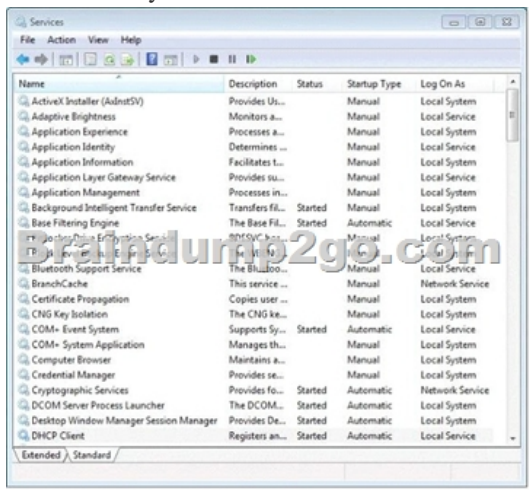 Services
File Action View Help
Name Description Status Startup Type Log On As
ActiveX Installer (AxInstSV) Provides Us... Manual Local System
Adaptive Brightness Monitors a... Manual Local Service
Application Experience Processes a... Manual Local System
Application Identity Determines ... Manual Local Service
Application Information Facilitates t... Manual Local System
Application Layer Gateway Service Provides su... Manual Local Service
Application Management Processes in... Manual Local System
Background Intelligent Transfer Service Transfers fil... Started Manual Local System
Base Filtering Engine The Base Fil... Started Automatic Local Service
Braindump2go.com
Bluetooth Support Service The Bluetoo... Manual Local Service
BranchCache This service ... Manual Network Service
Certificate Propagation Copies user ... Manual Local System
CNG Key Isolation The CNG ke... Manual Local System
COM+ Event System Supports Sy... Started Automatic Local Service
COM+ System Application Manages th... Manual Local System
Computer Browser Maintains a... Manual Local System
Credential Manager Provides se... Manual Local System
Cryptographic Services Provides fo... Started Automatic Network Service
DCOM Server Process Launcher The DCOM... Started Automatic Local System
Desktop Window Manager Session Manager Provides De... Started Automatic Local System
DHCP Client Registers an... Started Automatic Local Service
Extended Standard